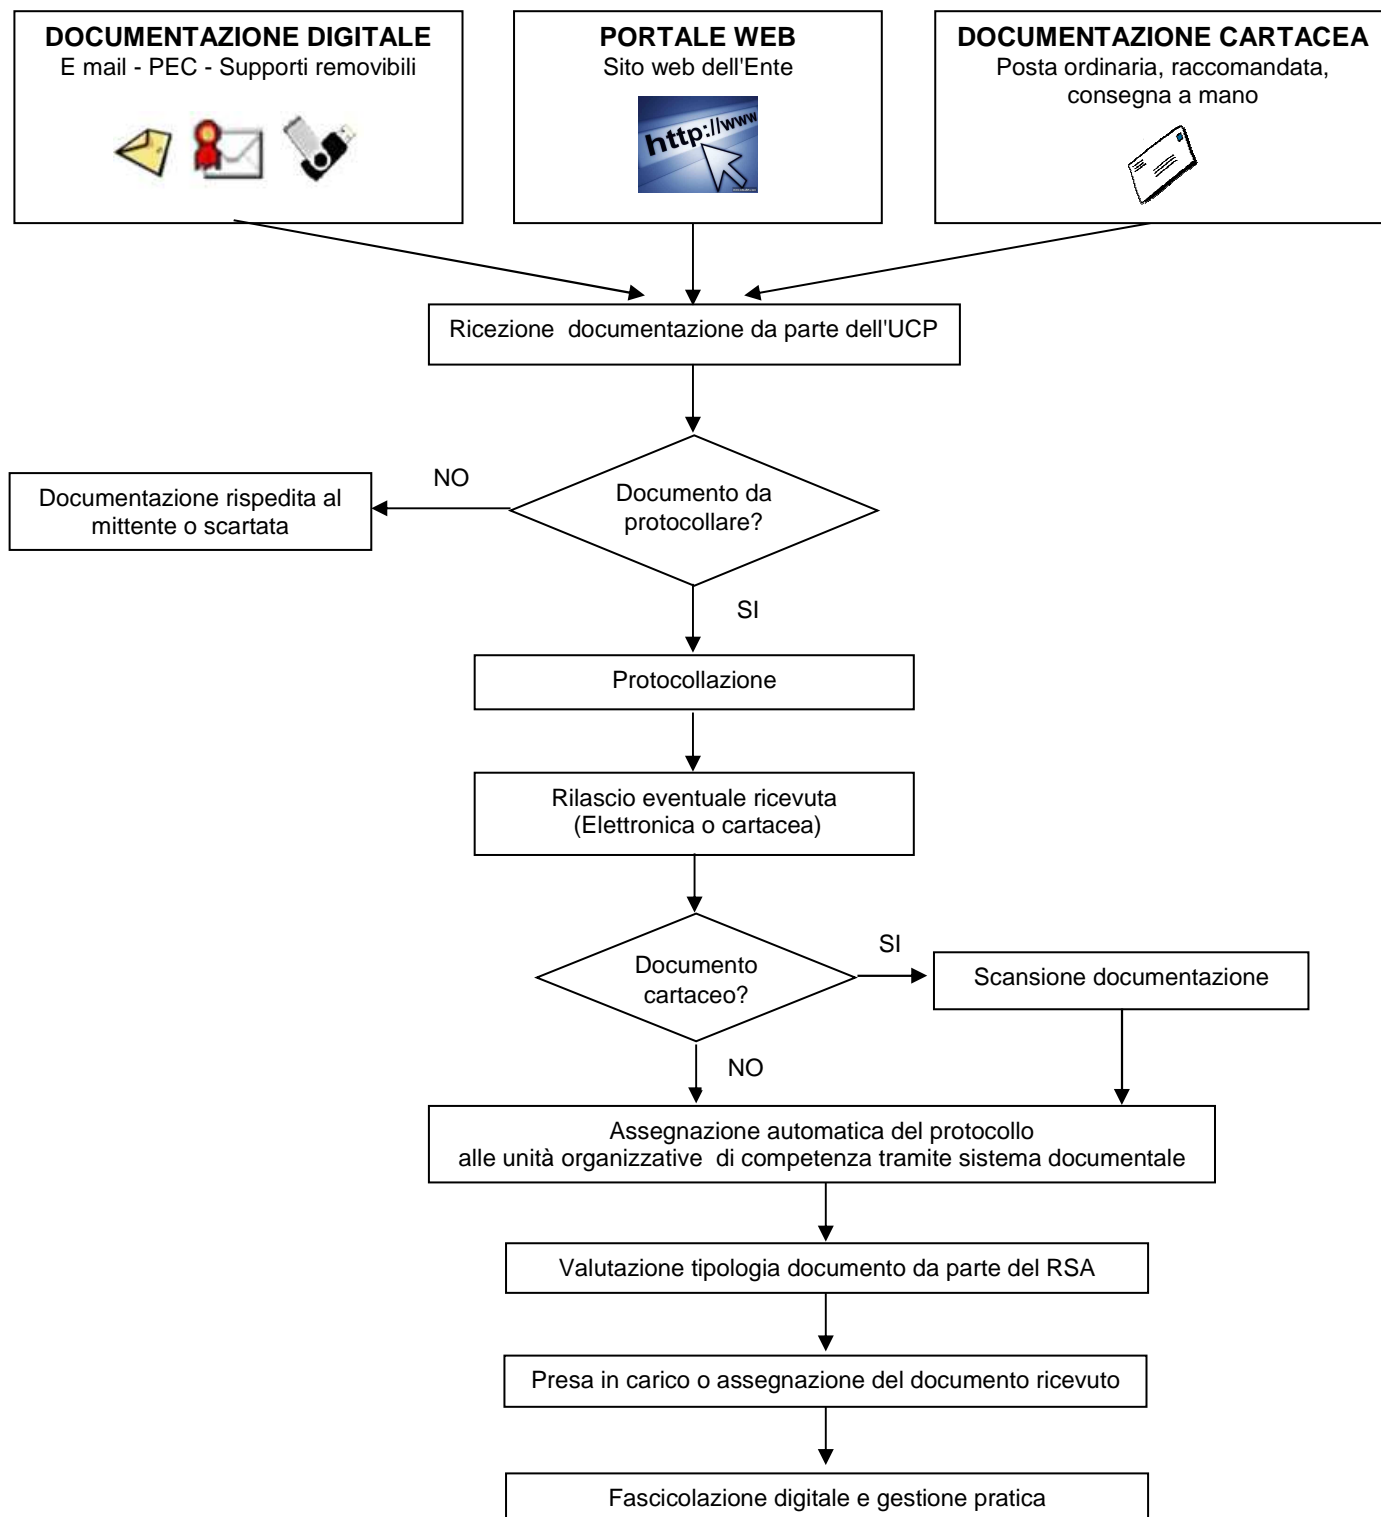 DOCUMENTAZIONE DIGITALE
E mail - PEC - Supporti removibili
PORTALE WEB
Sito web dell'Ente
http://www
DOCUMENTAZIONE CARTACEA
Posta ordinaria, raccomandata,
consegna a mano
Ricezione documentazione da parte dell'UCP
NO
Documentazione rispedita al
mittente o scartata
Documento da
protocollare?
SI
Protocollazione
Rilascio eventuale ricevuta
(Elettronica o cartacea)
Documento
cartaceo?
SI
Scansione documentazione
NO
Assegnazione automatica del protocollo
alle unità organizzative di competenza tramite sistema documentale
Valutazione tipologia documento da parte del RSA
Presa in carico o assegnazione del documento ricevuto
Fascicolazione digitale e gestione pratica